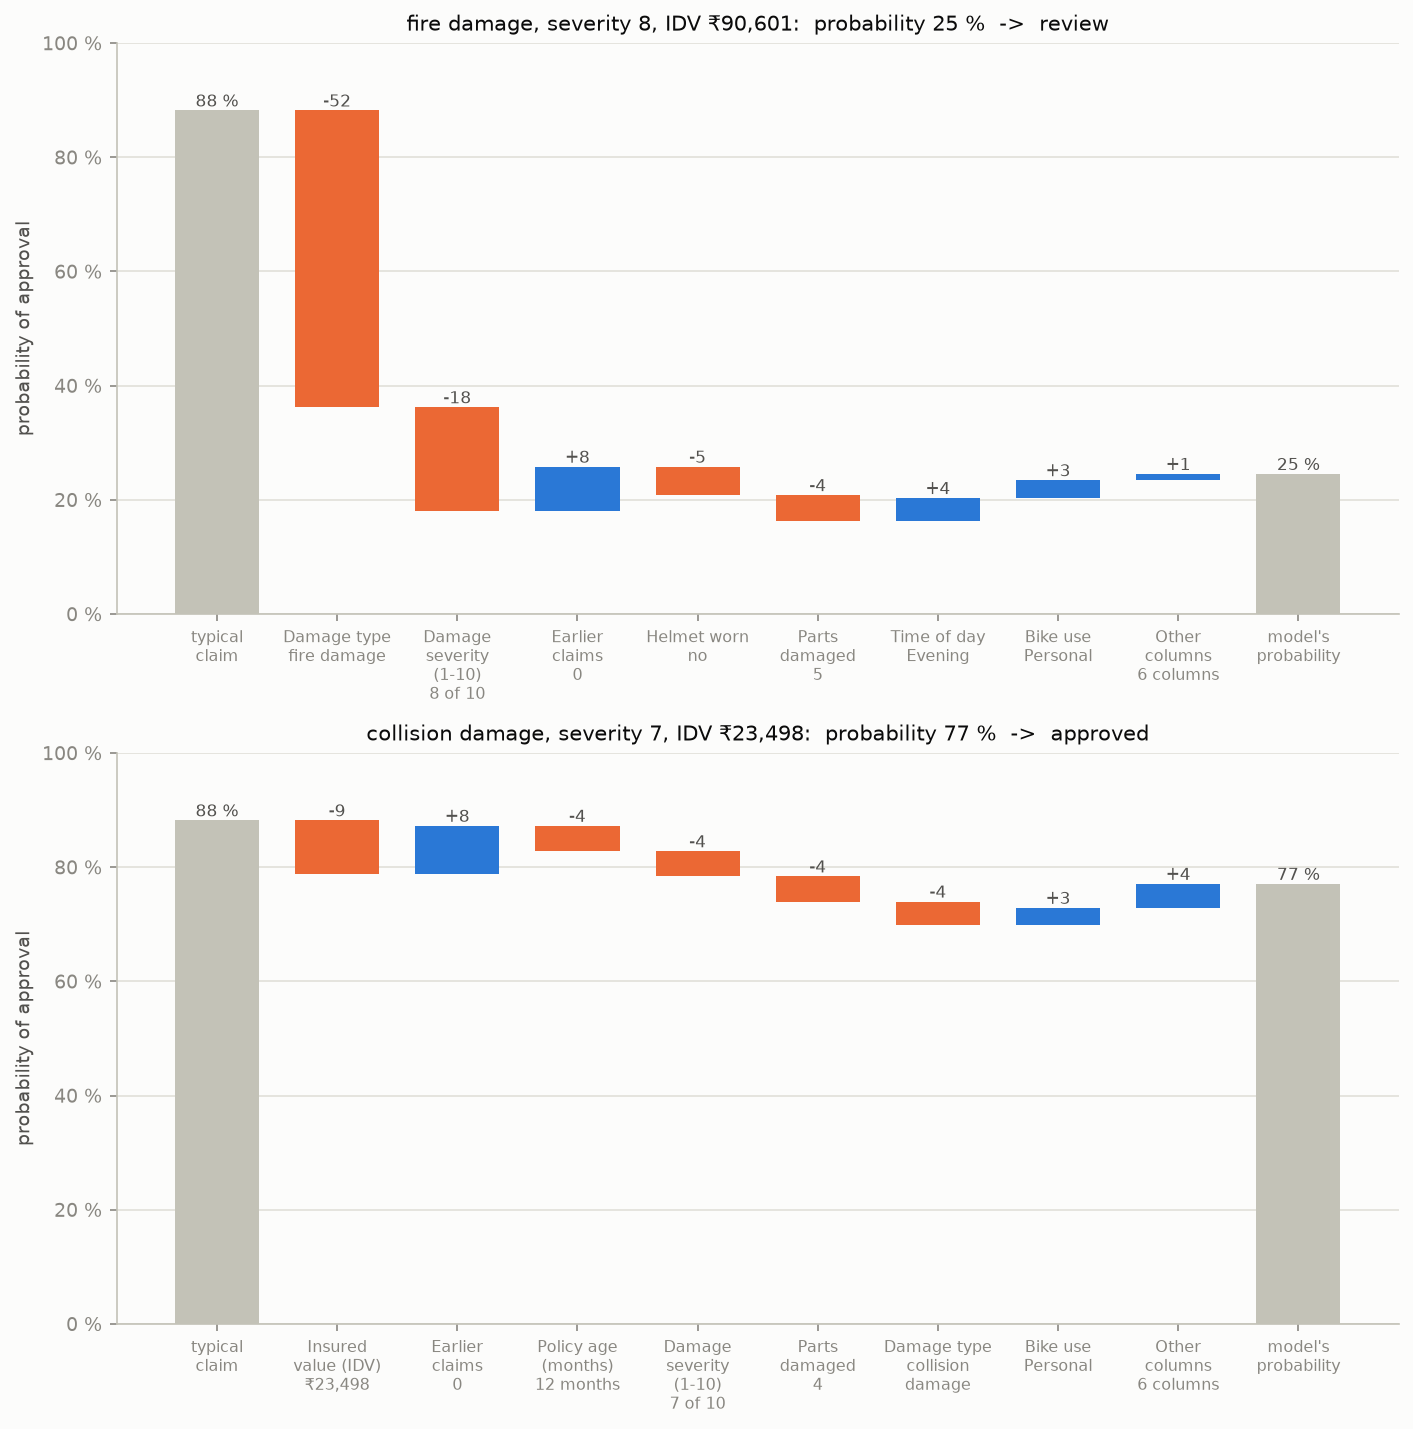 fire damage, severity 8, IDV ₹90,601:  probability 25 %  ->  review
probability of approval
100 %
80 %
60 %
40 %
20 %
0 %
88 %
-52
-18
+8
-5
-4
+4
+3
+1
25 %
typical
claim
Damage type
fire damage
Damage
severity
(1-10)
8 of 10
Earlier
claims
0
Helmet worn
no
Parts
damaged
5
Time of day
Evening
Bike use
Personal
Other
columns
6 columns
model's
probability
collision damage, severity 7, IDV ₹23,498:  probability 77 %  ->  approved
probability of approval
100 %
80 %
60 %
40 %
20 %
0 %
88 %
-9
+8
-4
-4
-4
-4
+3
+4
77 %
typical
claim
Insured
value (IDV)
₹23,498
Earlier
claims
0
Policy age
(months)
12 months
Damage
severity
(1-10)
7 of 10
Parts
damaged
4
Damage type
collision
damage
Bike use
Personal
Other
columns
6 columns
model's
probability